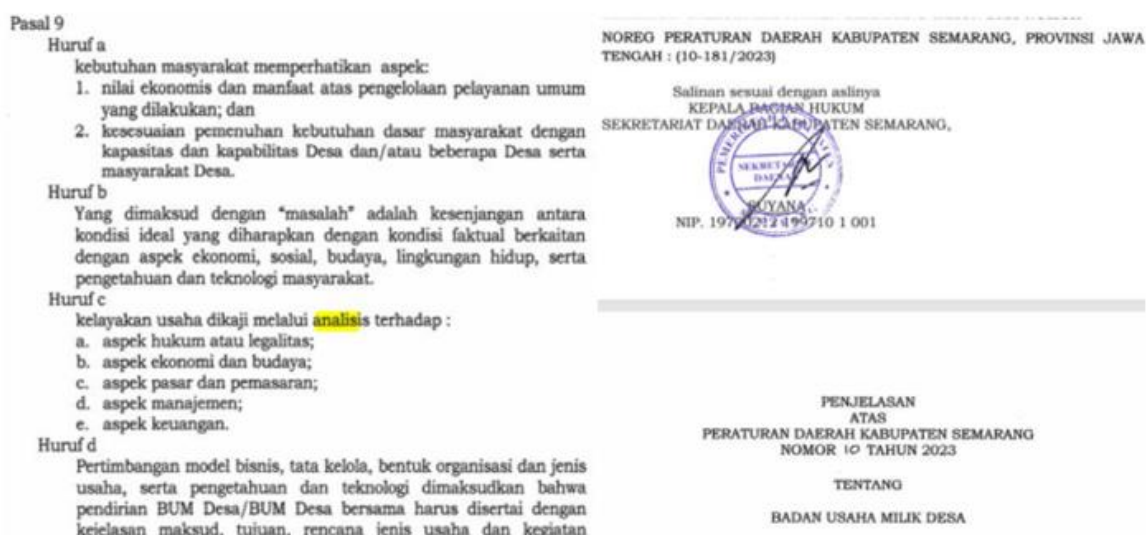 Pasal 9
Huruf a
kebutuhan masyarakat memperhatikan aspek:
1. nilai ekonomis dan manfaat atas pengelolaan pelayanan umum
yang dilakukan; dan
2. kesesuaian pemenuhan kebutuhan dasar masyarakat dengan
kapasitas dan kapabilitas Desa dan/atau beberapa Desa serta
masyarakat Desa.
Huruf b
Yang dimaksud dengan "masalah" adalah kesenjangan antara
kondisi ideal yang diharapkan dengan kondisi faktual berkaitan
dengan aspek ekonomi, sosial, budaya, lingkungan hidup, serta
pengetahuan dan teknologi masyarakat.
Huruf c
kelayakan usaha dikaji melalui analisis terhadap :
a. aspek hukum atau legalitas;
b. aspek ekonomi dan budaya;
c. aspek pasar dan pemasaran;
d. aspek manajemen;
e. aspek keuangan.
Huruf d
Pertimbangan model bisnis, tata kelola, bentuk organisasi dan jenis
usaha, serta pengetahuan dan teknologi dimaksudkan bahwa
pendirian BUM Desa/BUM Desa bersama harus disertai dengan
kejelasan maksud, tujuan, rencana jenis usaha dan kegiatan
NOREG PERATURAN DAERAH KABUPATEN SEMARANG, PROVINSI JAWA
TENGAH : (10-181/2023)
Salinan sesuai dengan aslinya
KEPALA BAGIAN HUKUM
SEKRETARIAT DAERAH KABUPATEN SEMARANG,
SEKRETARIAT
DAERAH
SUYANA
NIP. 1 199710 1 001
PENJELASAN
ATAS
PERATURAN DAERAH KABUPATEN SEMARANG
NOMOR 10 TAHUN 2023
TENTANG
BADAN USAHA MILIK DESA